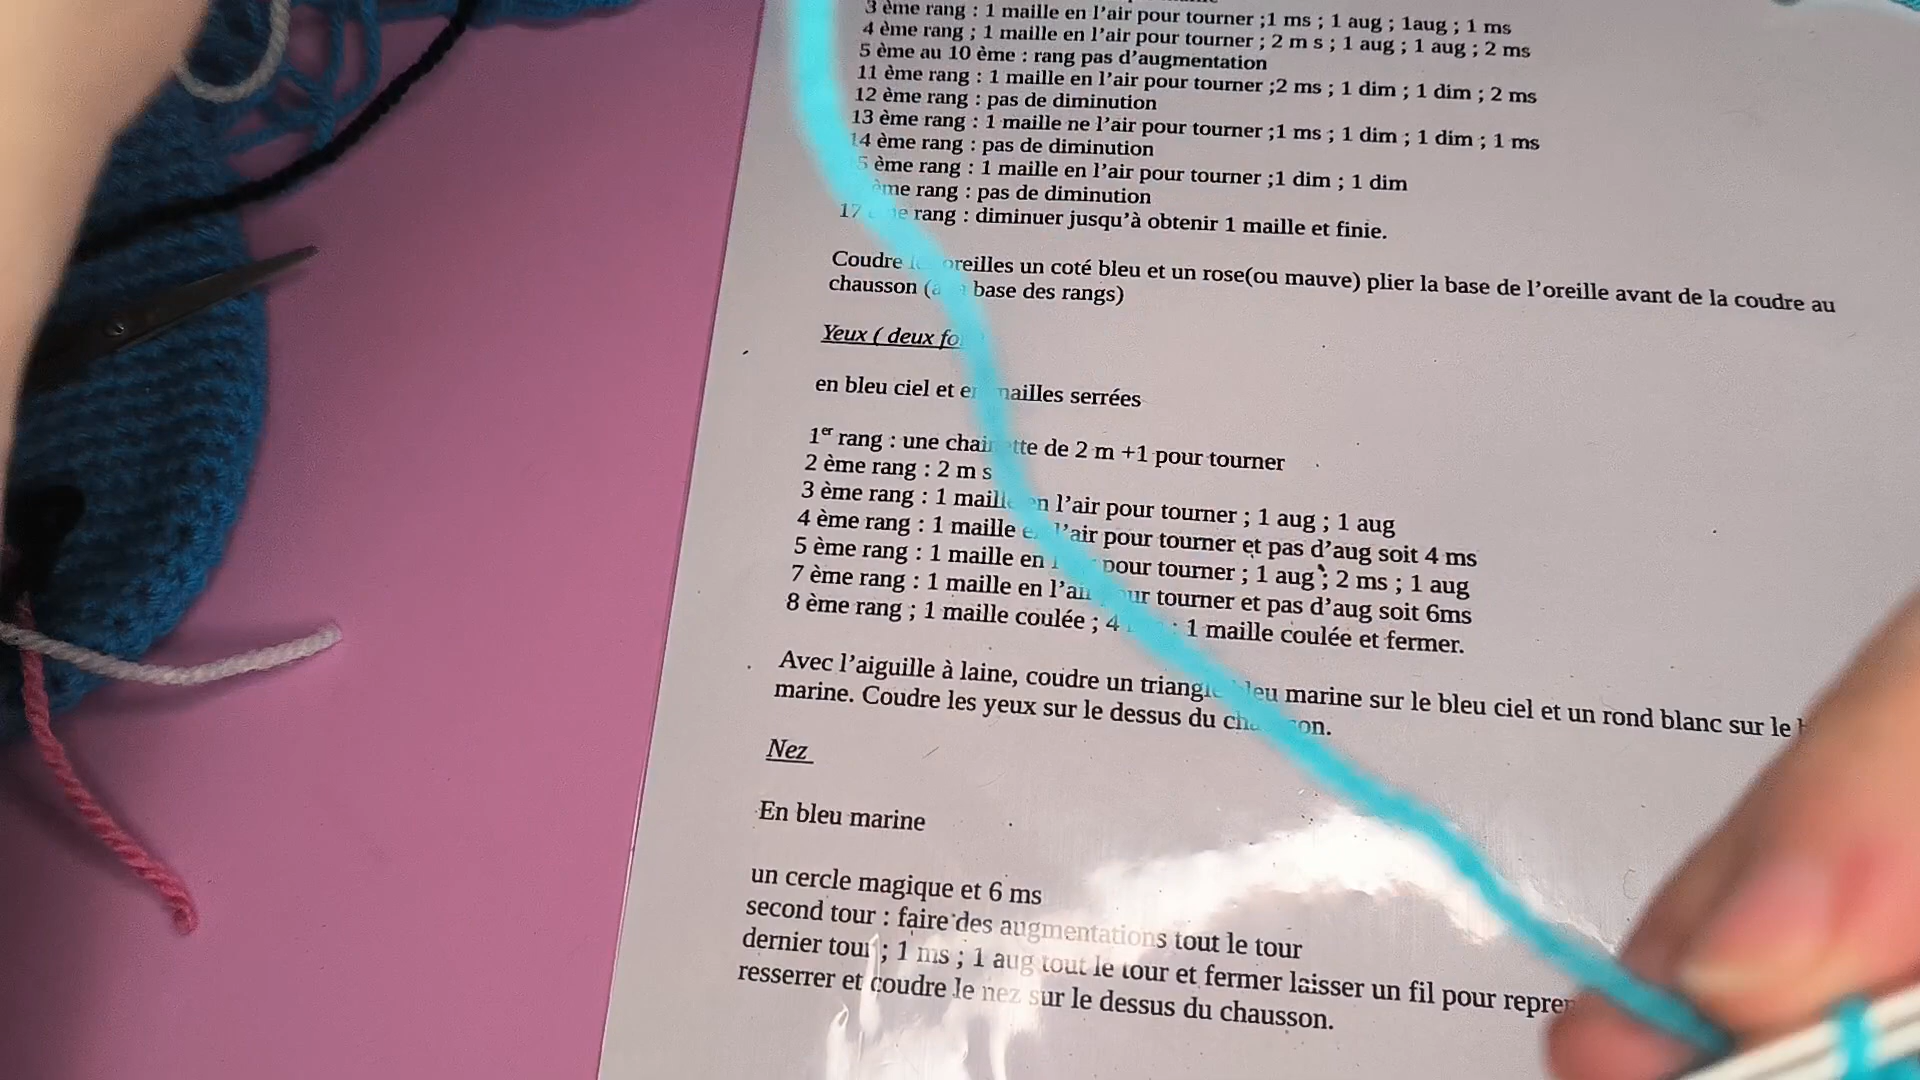 3 ème rang : 1 maille en l’air pour tourner ;1 ms ; 1 aug ; 1aug ; 1 ms
4 ème rang ; 1 maille en l’air pour tourner ; 2 m s ; 1 aug ; 1 aug ; 2 ms
5 ème au 10 ème : rang pas d’augmentation
11 ème rang : 1 maille en l’air pour tourner ;2 ms ; 1 dim ; 1 dim ; 2 ms
12 ème rang : pas de diminution
13 ème rang : 1 maille ne l’air pour tourner ;1 ms ; 1 dim ; 1 dim ; 1 ms
14 ème rang : pas de diminution
5 ème rang : 1 maille en l’air pour tourner ;1 dim ; 1 dim
ème rang : pas de diminution
17 rang : diminuer jusqu’à obtenir 1 maille et finie.
Coudre oreilles un coté bleu et un rose(ou mauve) plier la base de l’oreille avant de la coudre au
chausson ( base des rangs)
Yeux ( deux
en bleu ciel et en mailles serrées
1er rang : une chainette de 2 m +1 pour tourner
2 ème rang : 2 m s
3 ème rang : 1 maille en l’air pour tourner ; 1 aug ; 1 aug
4 ème rang : 1 maille en l’air pour tourner et pas d’aug soit 4 ms
5 ème rang : 1 maille en pour tourner ; 1 aug ; 2 ms ; 1 aug
7 ème rang : 1 maille en l’air pour tourner et pas d’aug soit 6ms
8 ème rang ; 1 maille coulée ; 4 : 1 maille coulée et fermer.
Avec l’aiguille à laine, coudre un triangle bleu marine sur le bleu ciel et un rond blanc sur le
marine. Coudre les yeux sur le dessus du chausson.
Nez
En bleu marine
un cercle magique et 6 ms
second tour : faire des augmentations tout le tour
dernier tour ; 1 ms ; 1 aug tout le tour et fermer laisser un fil pour
resserrer et coudre le nez sur le dessus du chausson.